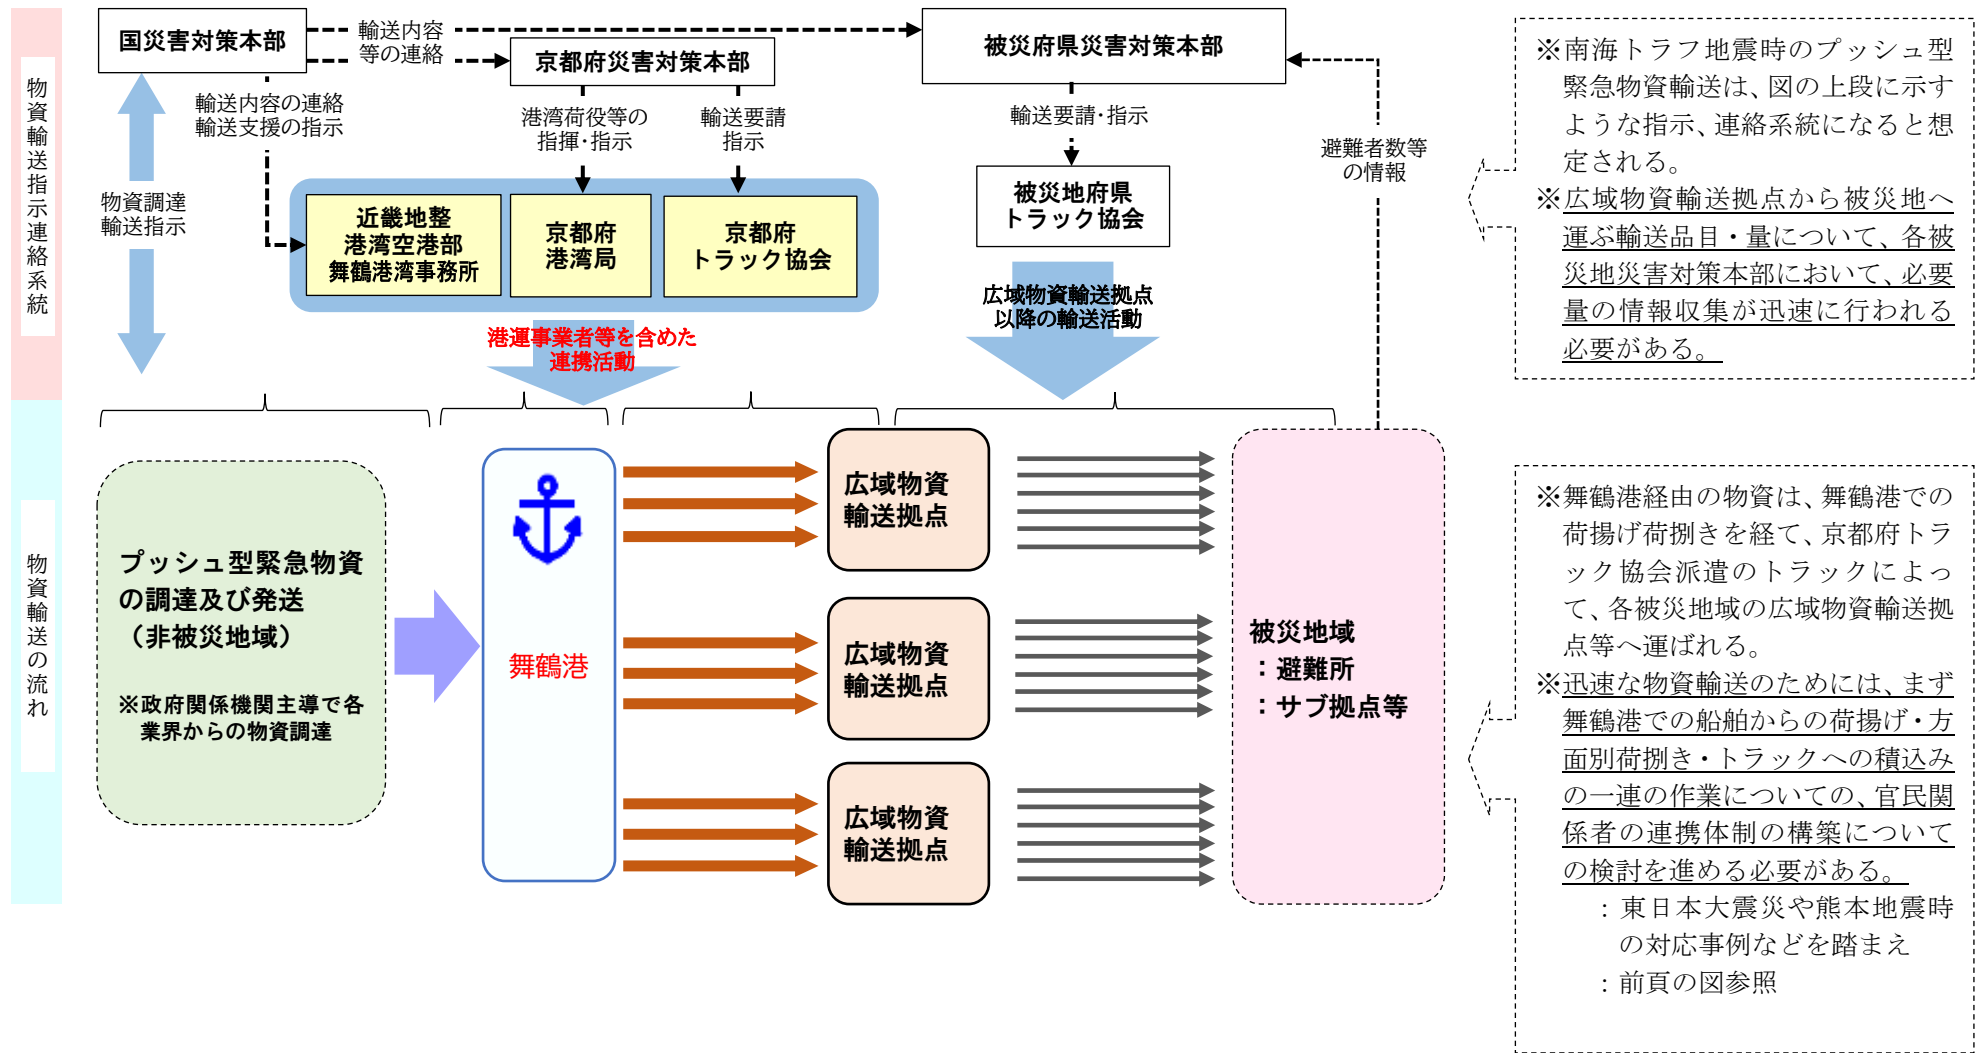 物資輸送指示連絡系統
国災害対策本部
輸送内容
等の連絡
京都府災害対策本部
被災府県災害対策本部
輸送内容の連絡
輸送支援の指示
港湾荷役等の
指揮・指示
輸送要請
指示
輸送要請・指示
避難者数等
の情報
物資調達
輸送指示
近畿地整
港湾空港部
舞鶴港湾事務所
京都府
港湾局
京都府
トラック協会
被災地府県
トラック協会
港運事業者等を含めた
連携活動
広域物資輸送拠点
以降の輸送活動
※南海トラフ地震時のプッシュ型
緊急物資輸送は、図の上段に示す
ような指示、連絡系統になると想
定される。
※広域物資輸送拠点から被災地へ
運ぶ輸送品目・量について、各被
災地災害対策本部において、必要
量の情報収集が迅速に行われる
必要がある。
物資輸送の流れ
プッシュ型緊急物資
の調達及び発送
（非被災地域）
※政府関係機関主導で各
業界からの物資調達
舞鶴港
広域物資
輸送拠点
広域物資
輸送拠点
広域物資
輸送拠点
被災地域
：避難所
：サブ拠点等
※舞鶴港経由の物資は、舞鶴港での
荷揚げ荷捌きを経て、京都府トラ
ック協会派遣のトラックによっ
て、各被災地域の広域物資輸送拠
点等へ運ばれる。
※迅速な物資輸送のためには、まず
舞鶴港での船舶からの荷揚げ・方
面別荷捌き・トラックへの積込み
の一連の作業についての、官民関
係者の連携体制の構築について
の検討を進める必要がある。
：東日本大震災や熊本地震時
の対応事例などを踏まえ
：前頁の図参照